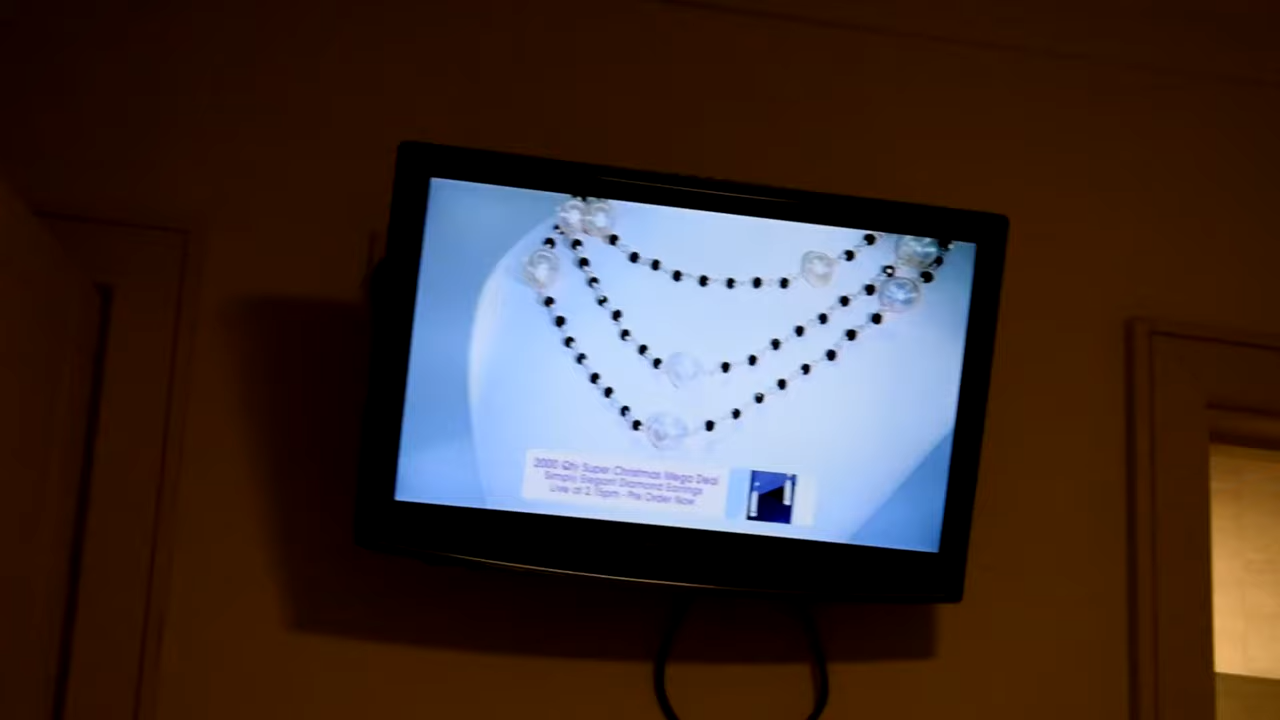 2000 Qty Super Christmas Mega Deal
Simply Elegant Diamond Earrings
Live at 2.15pm - Pre Order Now